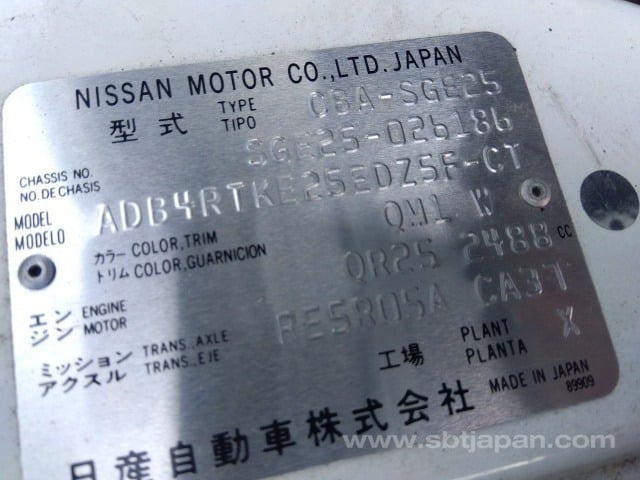 NISSAN MOTOR CO.,LTD. JAPAN
型式 TYPE TIPO CBA-SGE25
CHASSIS NO. NO. DE CHASIS SGE25-026186
MODEL MODELO ADB4RTKE25EDZ5F-CT
カラー COLOR, TRIM QM1 W
トリム COLOR, GUARNICION
エンジン ENGINE MOTOR QR25 2488 CC
ミッション TRANS., AXLE RE5R05A CA37
アクスル TRANS., EJE
工場 PLANT PLANTA X
MADE IN JAPAN
89909
日産自動車株式会社
www.sbtjapan.com